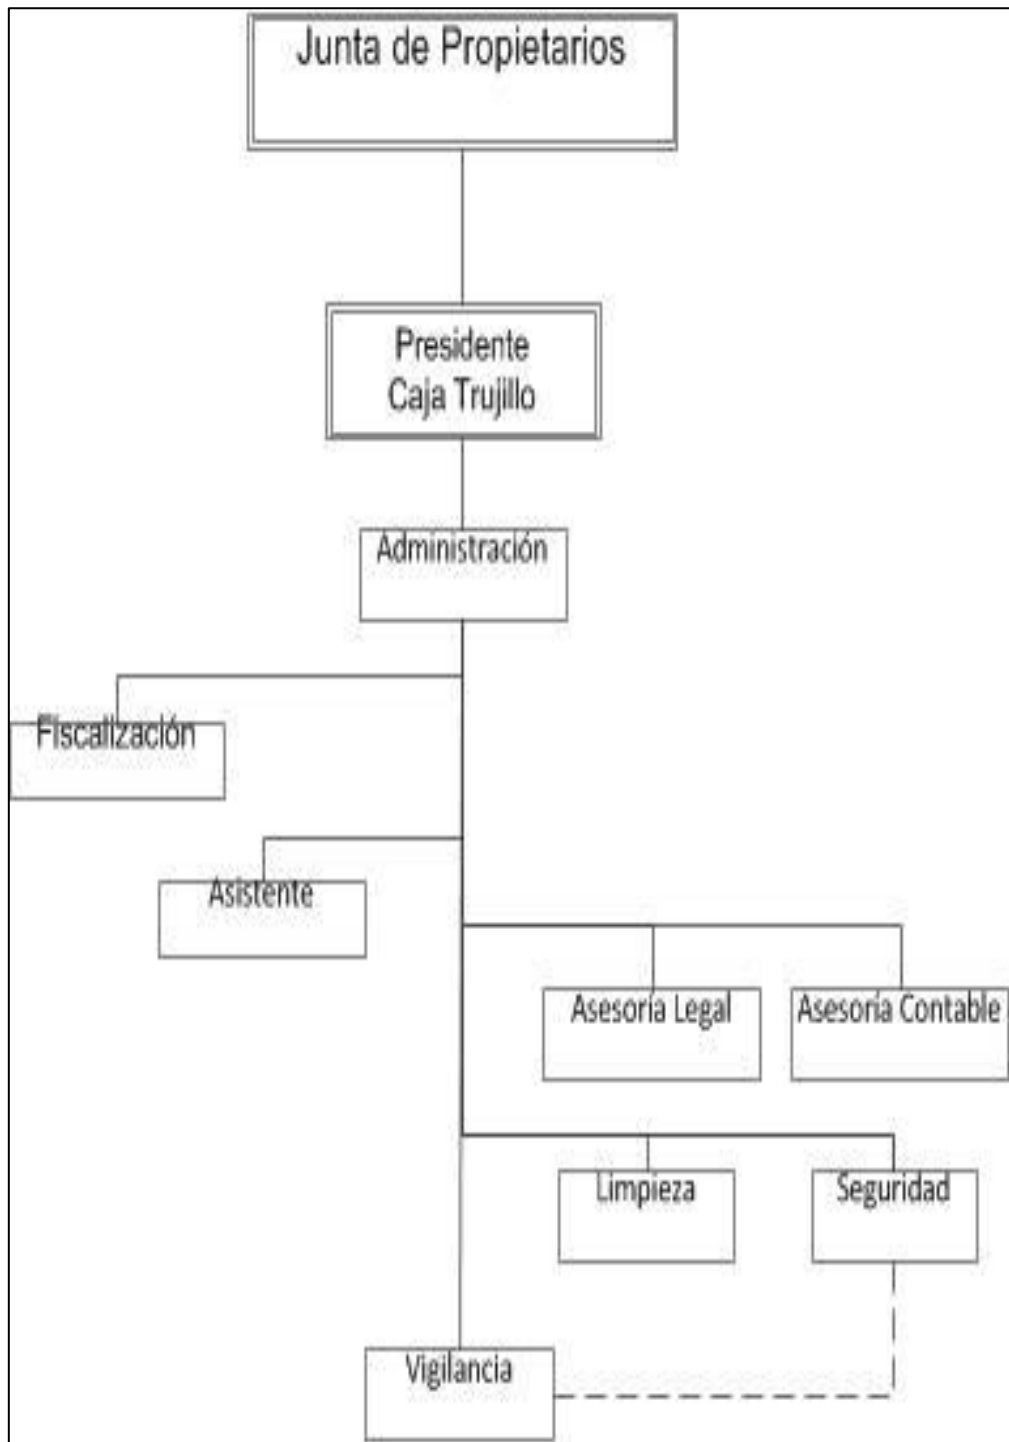 Junta de Propietarios
Presidente
Caja Trujillo
Administración
Fiscalización
Asistente
Asesoría Legal
Asesoría Contable
Limpieza
Seguridad
Vigilancia